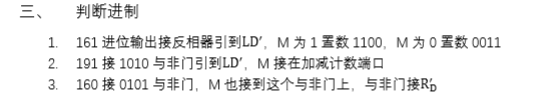 三、 判断进制
1. 161 进位输出接反相器引到LD′，M 为 1 置数 1100，M 为 0 置数 0011
2. 191 接 1010 与非门引到LD′，M 接在加减计数端口
3. 160 接 0101 与非门，M 也接到这个与非门上，与非门接R′D